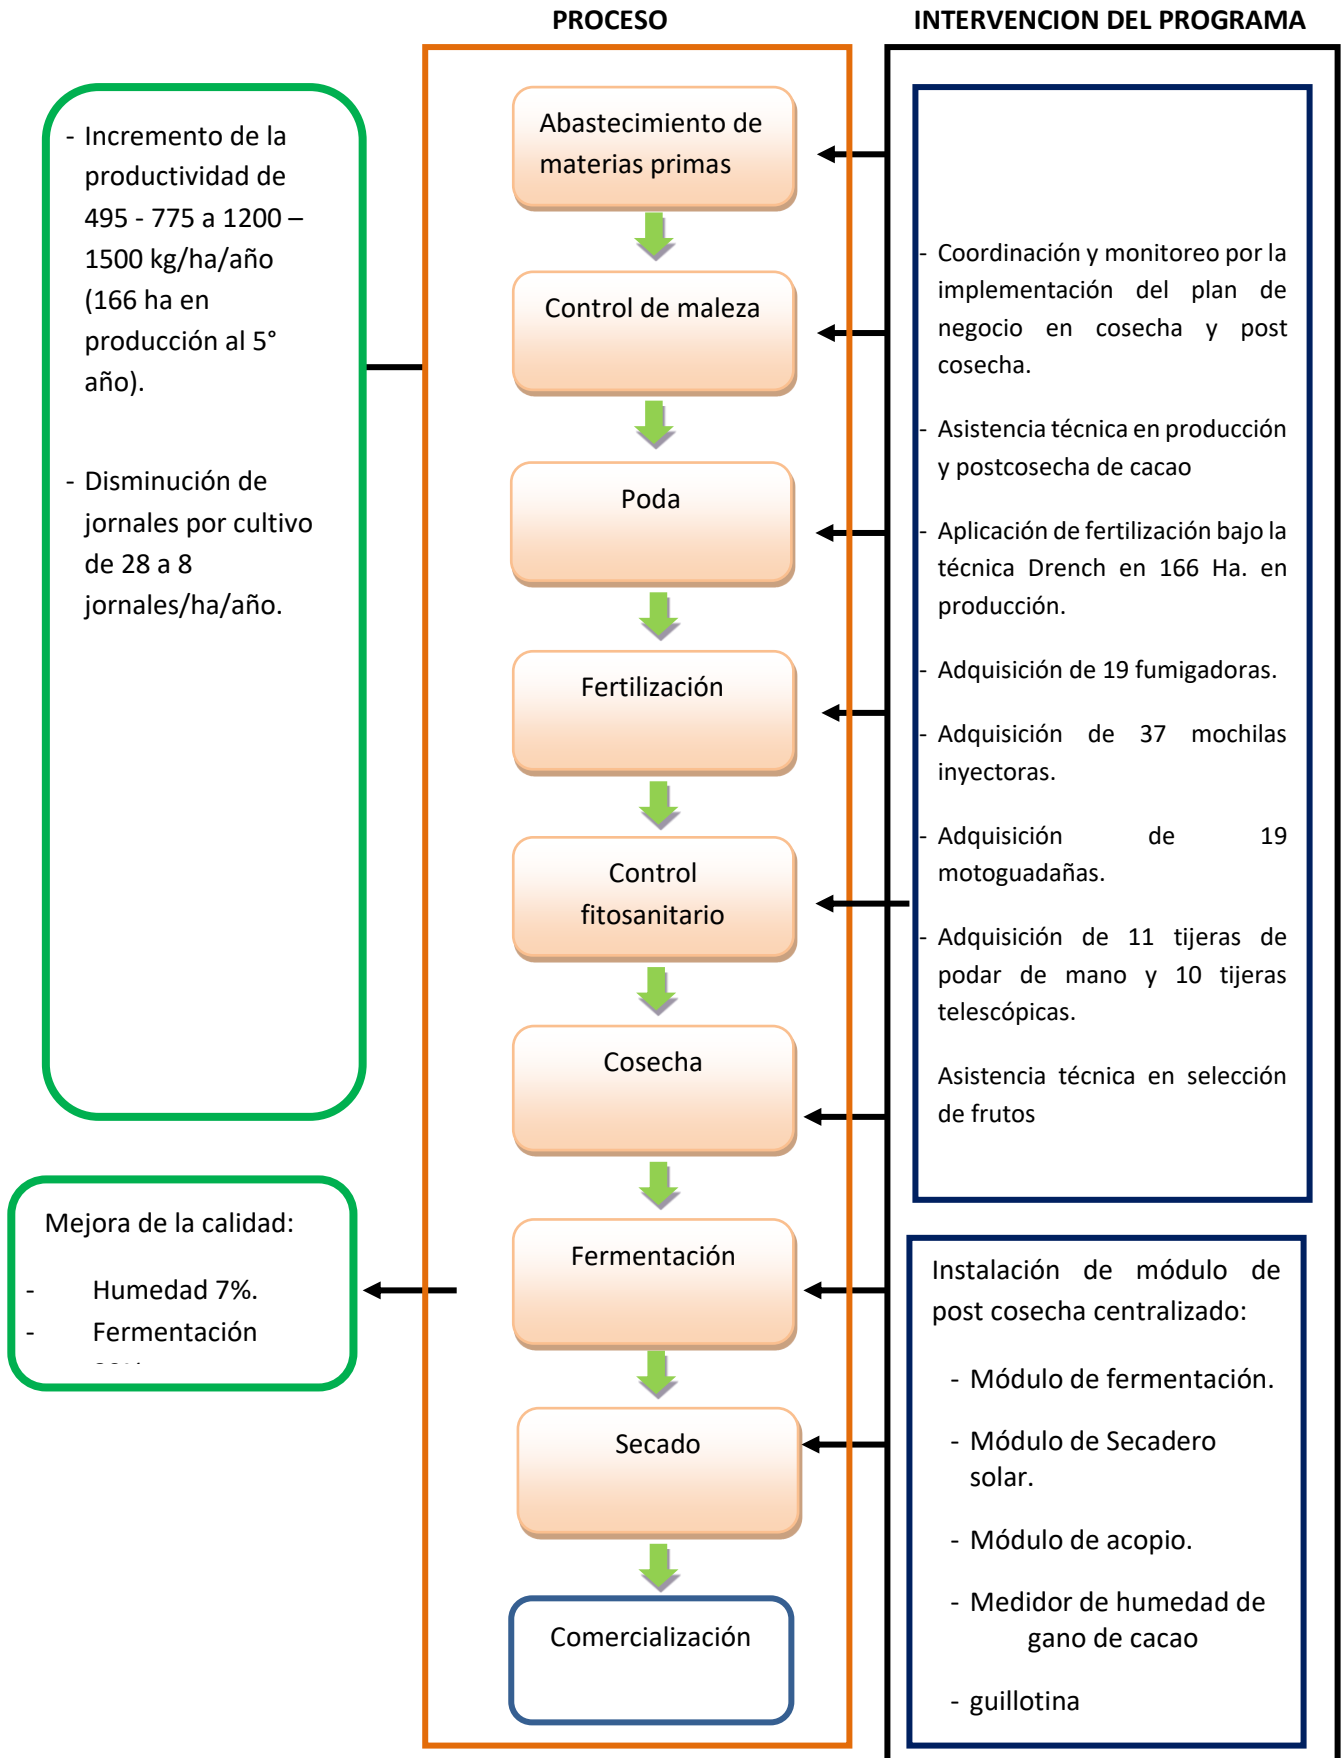 PROCESO
INTERVENCION DEL PROGRAMA
- Incremento de la
productividad de
495 - 775 a 1200 –
1500 kg/ha/año
(166 ha en
producción al 5°
año).
- Disminución de
jornales por cultivo
de 28 a 8
jornales/ha/año.
Mejora de la calidad:
- Humedad 7%.
- Fermentación
Abastecimiento de
materias primas
Control de maleza
Poda
Fertilización
Control
fitosanitario
Cosecha
Fermentación
Secado
Comercialización
- Coordinación y monitoreo por la
implementación del plan de
negocio en cosecha y post
cosecha.
- Asistencia técnica en producción
y postcosecha de cacao
- Aplicación de fertilización bajo la
técnica Drench en 166 Ha. en
producción.
- Adquisición de 19 fumigadoras.
- Adquisición de 37 mochilas
inyectoras.
- Adquisición de 19
motoguadañas.
- Adquisición de 11 tijeras de
podar de mano y 10 tijeras
telescópicas.
Asistencia técnica en selección
de frutos
Instalación de módulo de
post cosecha centralizado:
- Módulo de fermentación.
- Módulo de Secadero
solar.
- Módulo de acopio.
- Medidor de humedad de
gano de cacao
- guillotina